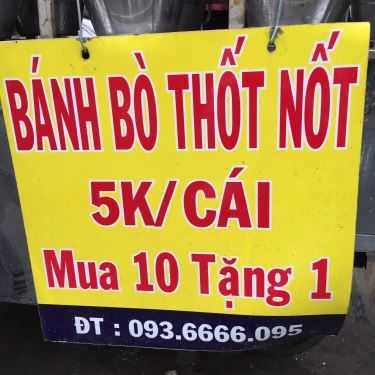 BÁNH BÒ THỐT NỐT
5K/CÁI
Mua 10 Tặng 1
ĐT : 093.6666.095